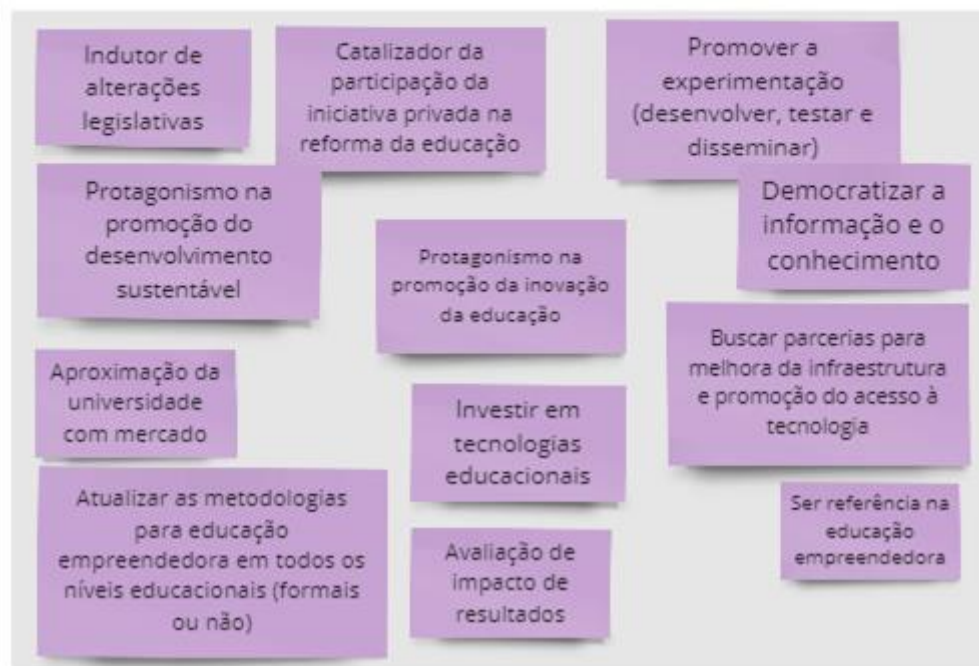 Indutor de
alterações
legislativas
Catalizador da
participação da
iniciativa privada na
reforma da educação
Promover a
experimentação
(desenvolver, testar e
disseminar)
Protagonismo na
promoção do
desenvolvimento
sustentável
Protagonismo na
promoção da inovação
da educação
Democratizar a
informação e o
conhecimento
Aproximação da
universidade
com mercado
Investir em
tecnologias
educacionais
Buscar parcerias para
melhora da infraestrutura
e promoção do acesso à
tecnologia
Atualizar as metodologias
para educação
empreendedora em todos os
níveis educacionais (formais
ou não)
Avaliação de
impacto de
resultados
Ser referência na
educação
empreendedora